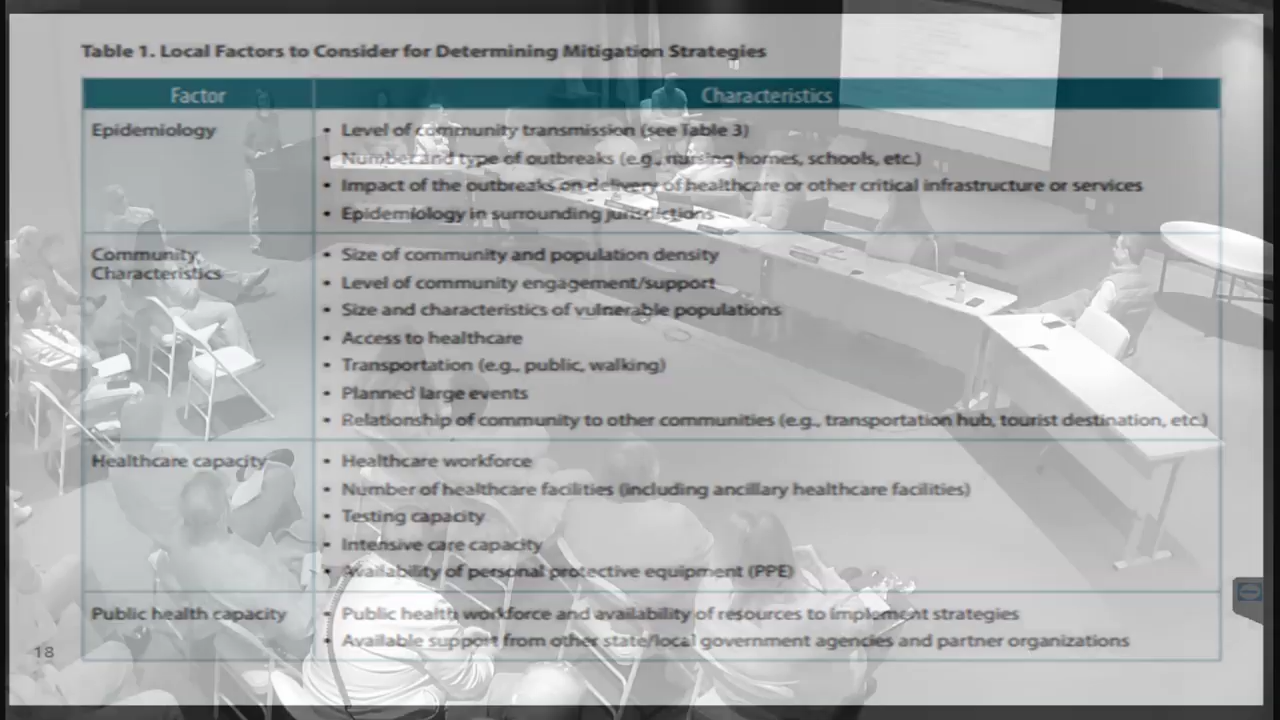 Table 1. Local Factors to Consider for Determining Mitigation Strategies
Factor
Characteristics
Epidemiology
• Level of community transmission (see Table 3)
• Number and type of outbreaks (e.g., nursing homes, schools, etc.)
• Impact of the outbreaks on delivery of healthcare or other critical infrastructure or services
• Epidemiology in surrounding jurisdictions
Community
Characteristics
• Size of community and population density
• Level of community engagement/support
• Size and characteristics of vulnerable populations
• Access to healthcare
• Transportation (e.g., public, walking)
• Planned large events
• Relationship of community to other communities (e.g., transportation hub, tourist destination, etc.)
Healthcare capacity
• Healthcare workforce
• Number of healthcare facilities (including ancillary healthcare facilities)
• Testing capacity
• Intensive care capacity
• Availability of personal protective equipment (PPE)
Public health capacity
• Public health workforce and availability of resources to implement strategies
• Available support from other state/local government agencies and partner organizations
18